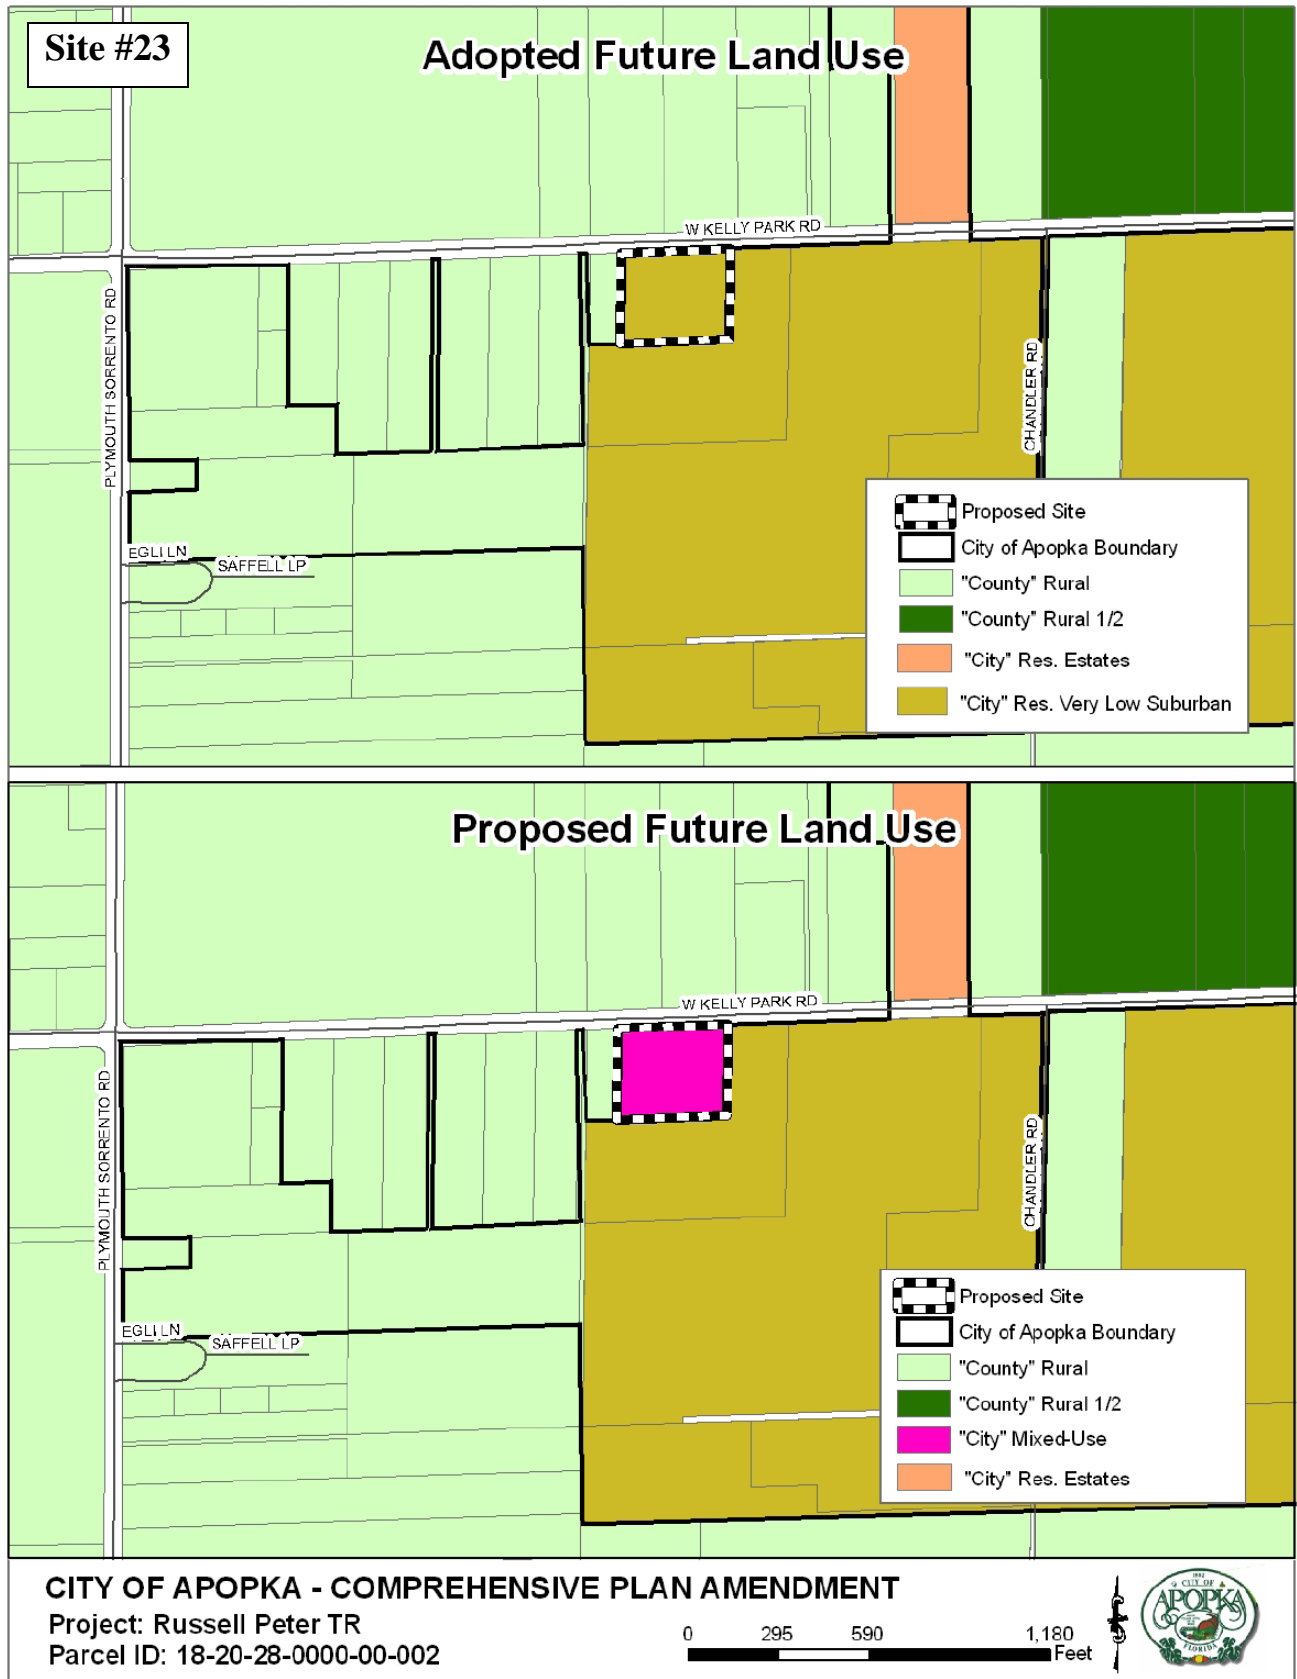 Site #23
Adopted Future Land Use
W KELLY PARK RD
PLYMOUTH SORRENTO RD
CHANDLER RD
EGLI LN
SAFFELL LP
Proposed Site
City of Apopka Boundary
"County" Rural
"County" Rural 1/2
"City" Res. Estates
"City" Res. Very Low Suburban
Proposed Future Land Use
W KELLY PARK RD
PLYMOUTH SORRENTO RD
CHANDLER RD
EGLI LN
SAFFELL LP
Proposed Site
City of Apopka Boundary
"County" Rural
"County" Rural 1/2
"City" Mixed-Use
"City" Res. Estates
CITY OF APOPKA - COMPREHENSIVE PLAN AMENDMENT
Project: Russell Peter TR
Parcel ID: 18-20-28-0000-00-002
0 295 590 1,180
Feet
CITY OF
APOPKA
FLORIDA